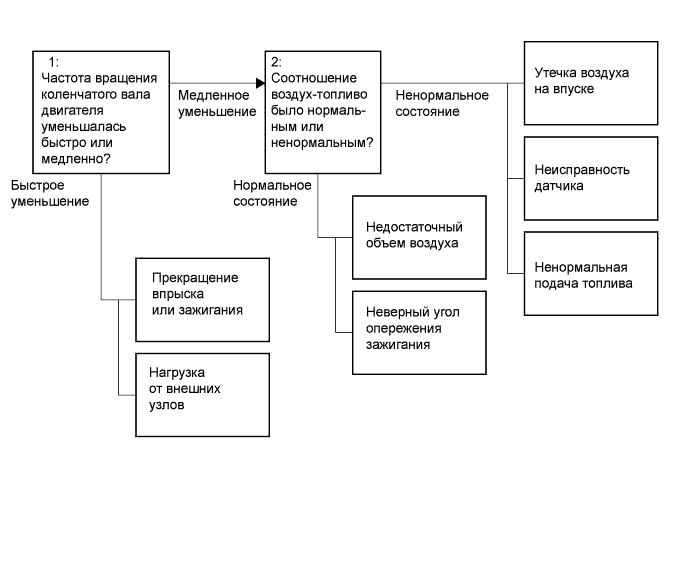 1:
Частота вращения
коленчатого вала
двигателя
уменьшалась
быстро или
медленно?
Медленное
уменьшение
2:
Соотношение
воздух-топливо
было нормаль-
ным или
ненормальным?
Ненормальное
состояние
Утечка воздуха
на впуске
Неисправность
датчика
Ненормальная
подача топлива
Быстрое
уменьшение
Нормальное
состояние
Недостаточный
объем воздуха
Неверный угол
опережения
зажигания
Прекращение
впрыска
или зажигания
Нагрузка
от внешних
узлов